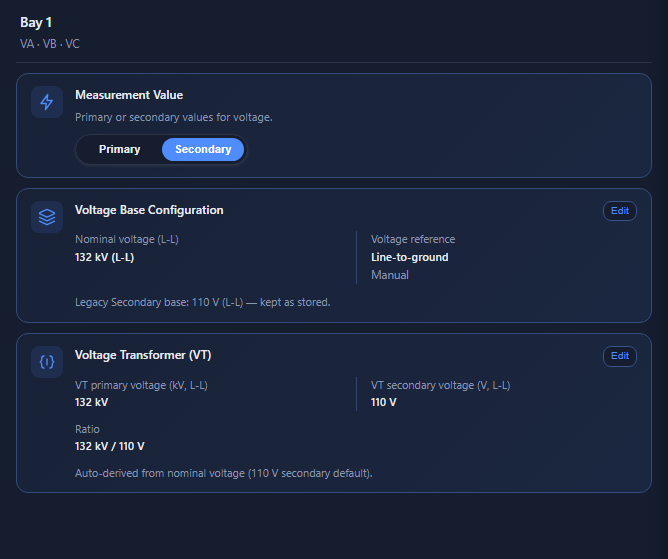 Bay 1
VA · VB · VC
Measurement Value
Primary or secondary values for voltage.
Primary Secondary
Voltage Base Configuration
Edit
Nominal voltage (L-L)
132 kV (L-L)
Voltage reference
Line-to-ground
Manual
Legacy Secondary base: 110 V (L-L) — kept as stored.
Voltage Transformer (VT)
Edit
VT primary voltage (kV, L-L)
132 kV
VT secondary voltage (V, L-L)
110 V
Ratio
132 kV / 110 V
Auto-derived from nominal voltage (110 V secondary default).